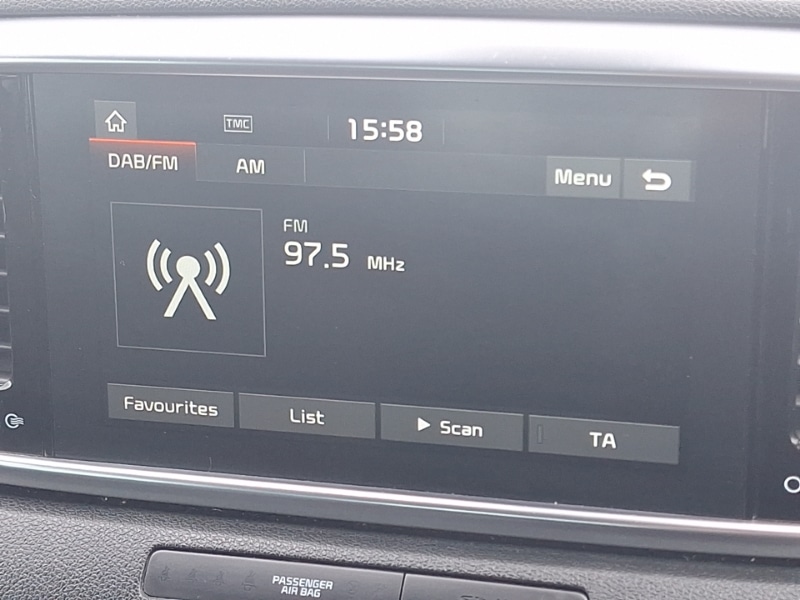 TMC
15:58
DAB/FM
AM
Menu
FM
97.5 MHz
Favourites
List
Scan
TA
PASSENGER
AIR BAG